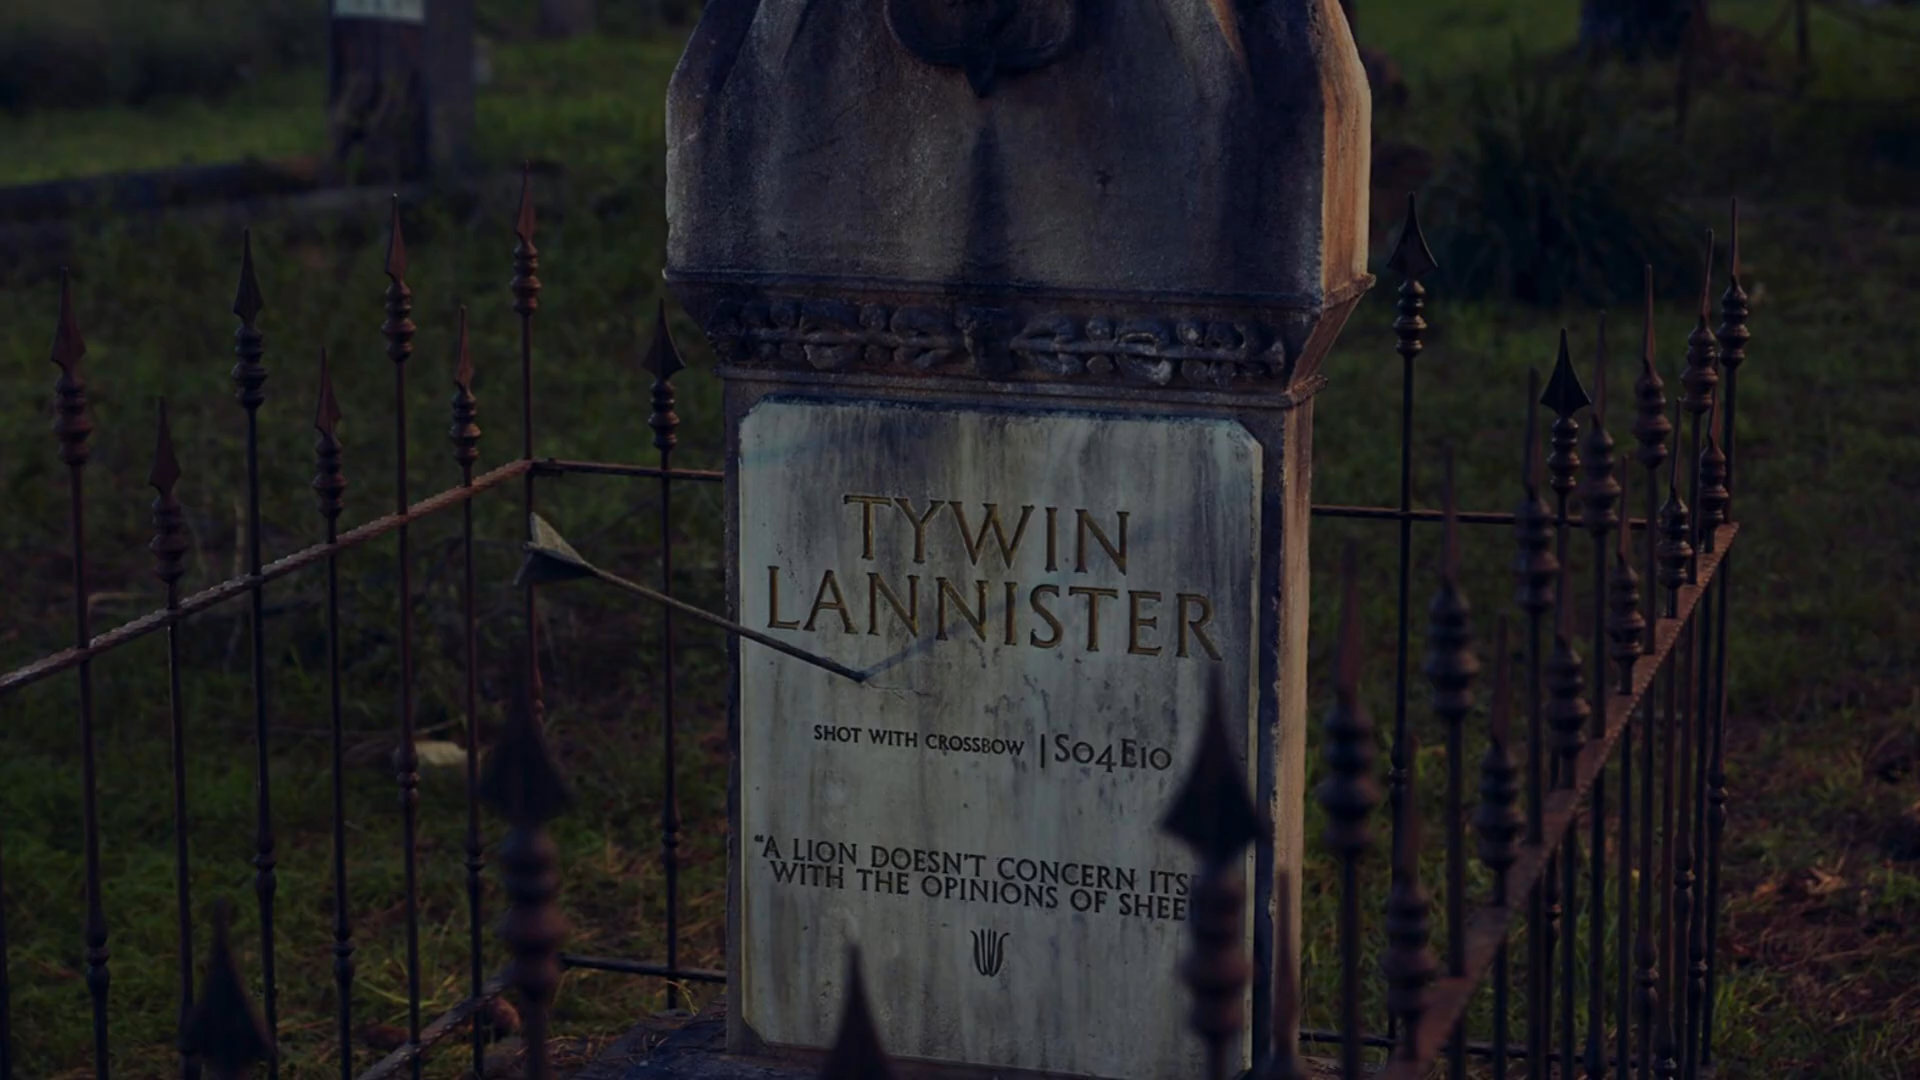 TYWIN
LANNISTER
SHOT WITH CROSSBOW | S04E10
"A LION DOESN'T CONCERN
WITH THE OPINIONS OF